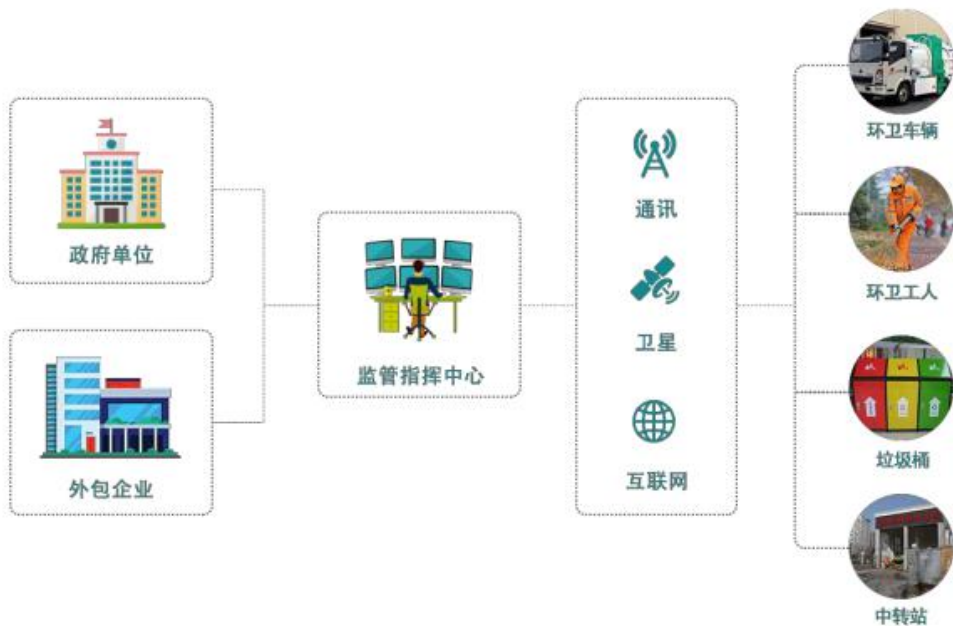 政府单位
外包企业
监管指挥中心
通讯
卫星
互联网
环卫车辆
环卫工人
垃圾桶
中转站